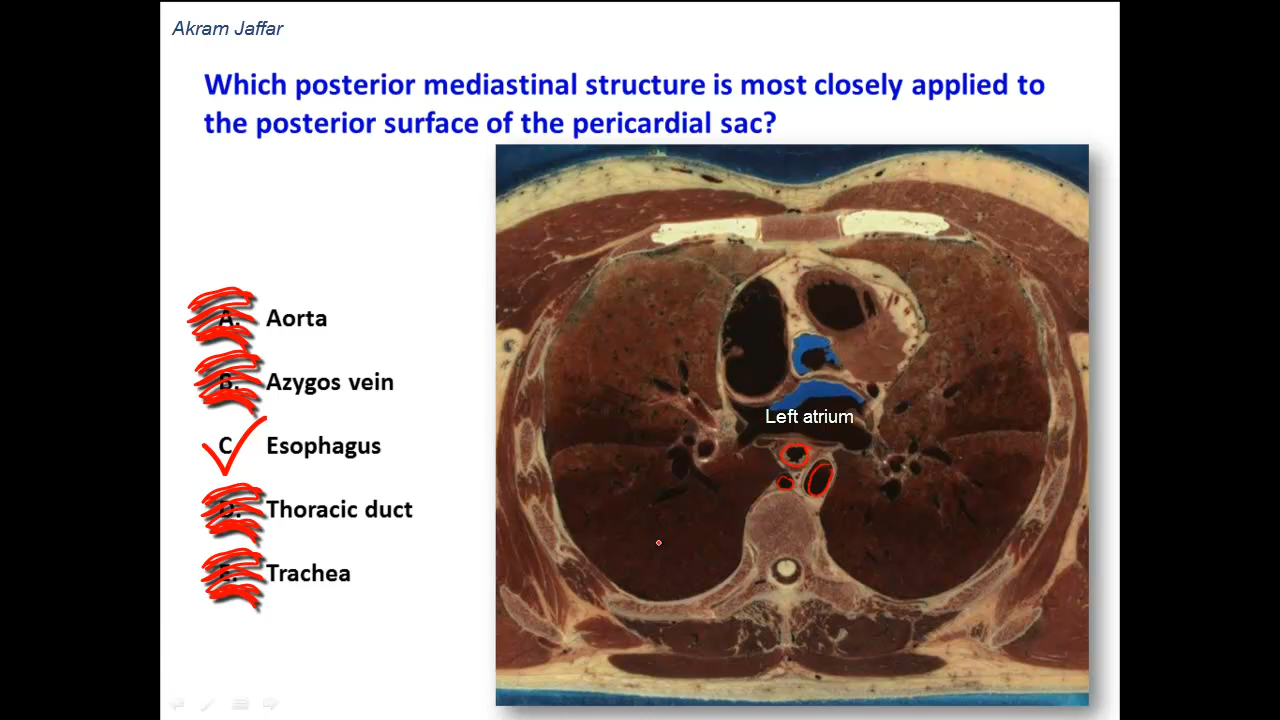 Akram Jaffar
Which posterior mediastinal structure is most closely applied to
the posterior surface of the pericardial sac?
A. Aorta
B. Azygos vein
Left atrium
C Esophagus
D. Thoracic duct
E. Trachea